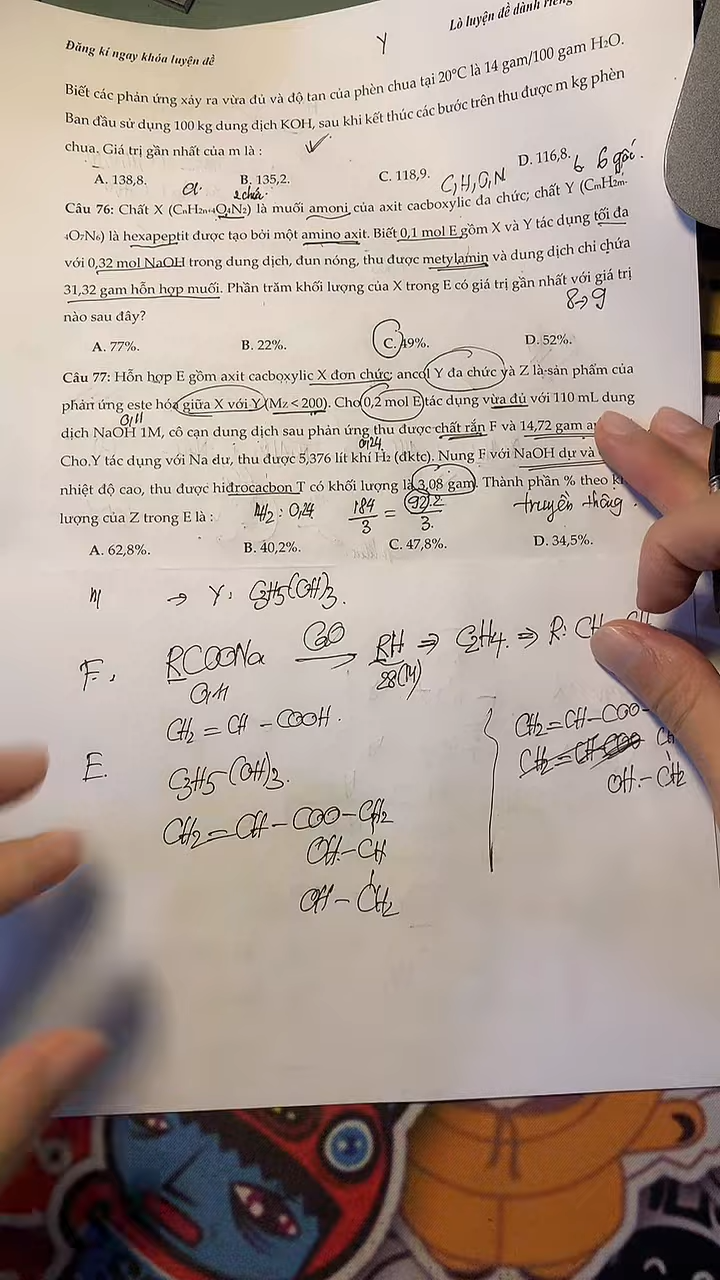 Đăng kí ngay khóa luyện đề
Lò luyện đề dành riêng
Y
Biết các phản ứng xảy ra vừa đủ và độ tan của phèn chua tại 20°C là 14 gam/100 gam H₂O.
Ban đầu sử dụng 100 kg dung dịch KOH, sau khi kết thúc các bước trên thu được m kg phèn
chua. Giá trị gần nhất của m là :
A. 138,8. B. 135,2. C. 118,9. D. 116,8.
2 chức C,H,O,N 6 gốc.
Câu 76: Chất X (CₙH₂ₙ₊₄O₄N₂) là muối amoni của axit cacboxylic đa chức; chất Y (CₘH₂ₘ₋
₄O₇N₆) là hexapeptit được tạo bởi một amino axit. Biết 0,1 mol E gồm X và Y tác dụng tối đa
với 0,32 mol NaOH trong dung dịch, đun nóng, thu được metylamin và dung dịch chỉ chứa
31,32 gam hỗn hợp muối. Phần trăm khối lượng của X trong E có giá trị gần nhất với giá trị
nào sau đây?
8→9
A. 77%. B. 22%. C. 49%. D. 52%.
Câu 77: Hỗn hợp E gồm axit cacboxylic X đơn chức; ancol Y đa chức và Z là sản phẩm của
phản ứng este hóa giữa X với Y (Mz < 200). Cho 0,2 mol E tác dụng vừa đủ với 110 mL dung
0,11
dịch NaOH 1M, cô cạn dung dịch sau phản ứng thu được chất rắn F và 14,72 gam
0,24
Cho Y tác dụng với Na dư, thu được 5,376 lít khí H₂ (đktc). Nung F với NaOH dư và
nhiệt độ cao, thu được hiđrocacbon T có khối lượng là 3,08 gam. Thành phần % theo
lượng của Z trong E là :
H2 : 0,24 184/3 = 92.2/3. truyền thống.
A. 62,8%. B. 40,2%. C. 47,8%. D. 34,5%.
→ Y: C3H5(OH)3.
F. RCOONa CaO → RH ⇒ C2H4. ⇒ R:
0,11 28(14)
CH2 = CH – COOH.
CH2 = CH – COO –
E. C3H5(OH)3.
OH – CH2
CH2 = CH – COO – CH2
OH – CH
OH – CH2